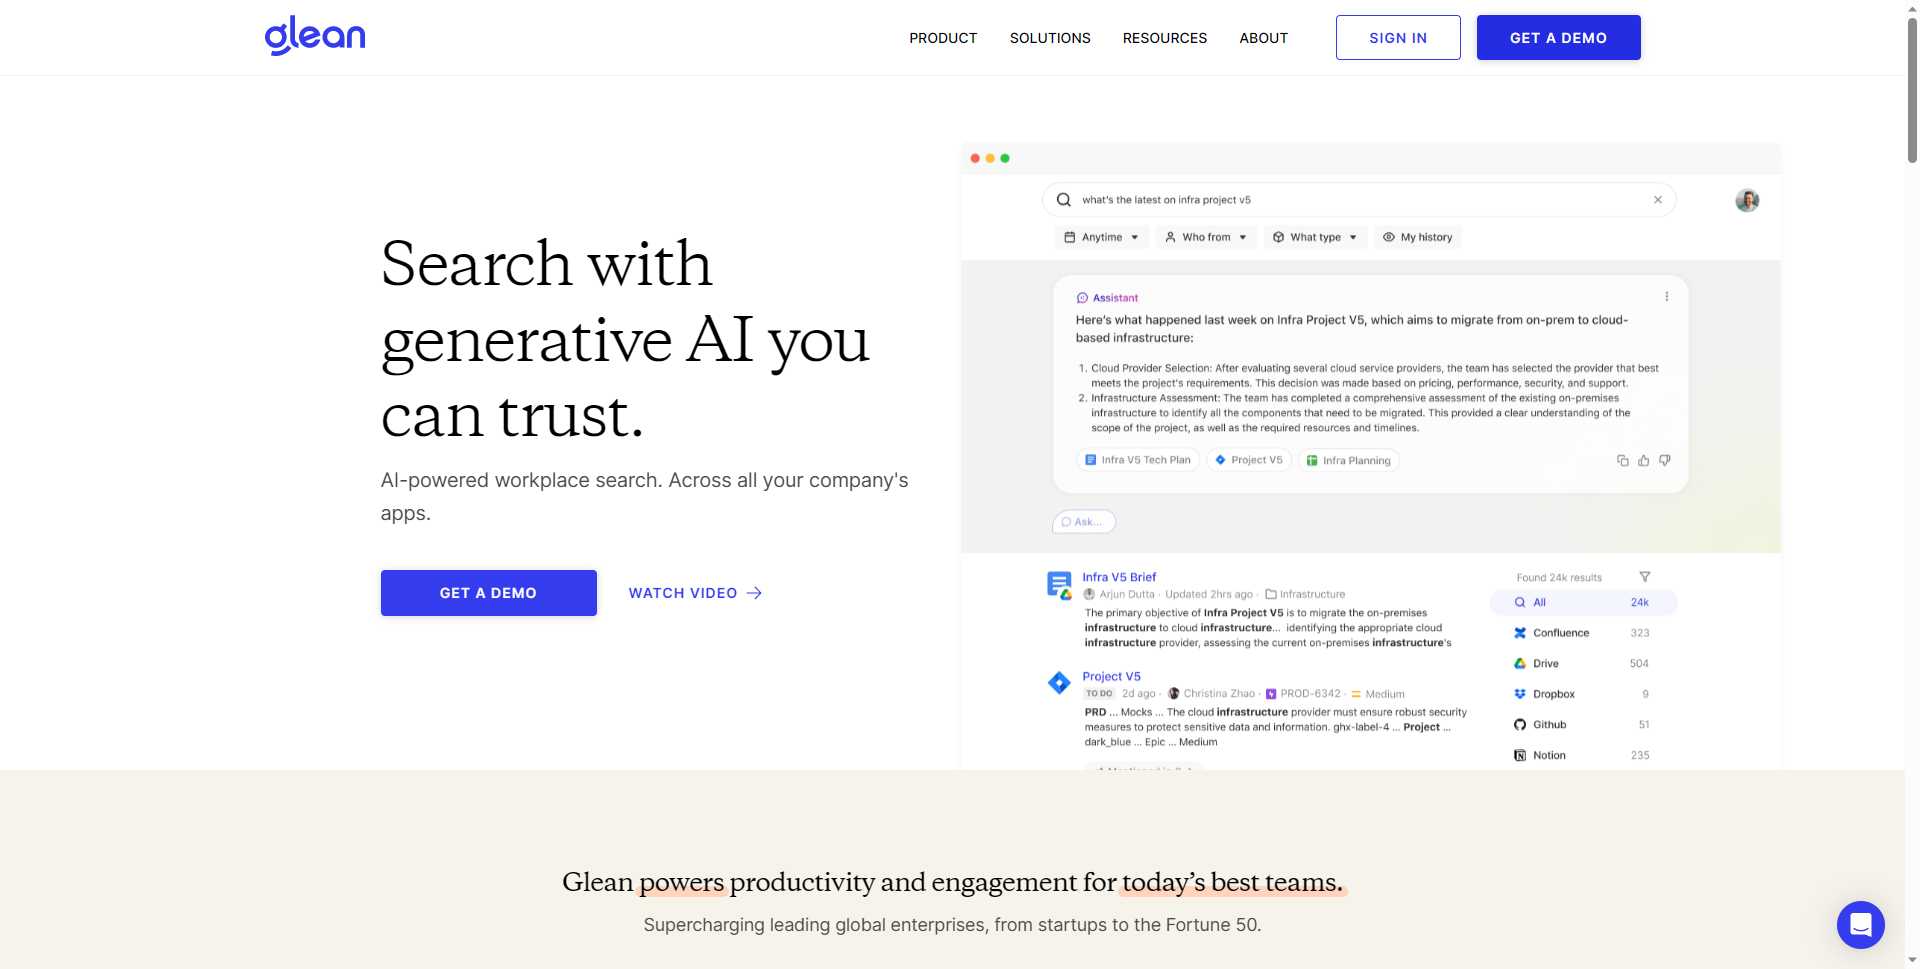 glean
PRODUCT
SOLUTIONS
RESOURCES
ABOUT
SIGN IN
GET A DEMO
Search with
generative AI you
can trust.
AI-powered workplace search. Across all your company's
apps.
GET A DEMO
WATCH VIDEO
what's the latest on infra project v5
Anytime
Who from
What type
My history
Assistant
Here's what happened last week on Infra Project V5, which aims to migrate from on-prem to cloud-
based infrastructure:
1. Cloud Provider Selection: After evaluating several cloud service providers, the team has selected the provider that best
meets the project's requirements. This decision was made based on pricing, performance, security, and support.
2. Infrastructure Assessment: The team has completed a comprehensive assessment of the existing on-premises
infrastructure to identify all the components that need to be migrated. This provided a clear understanding of the
scope of the project, as well as the required resources and timelines.
Infra V5 Tech Plan
Project V5
Infra Planning
Ask...
Infra V5 Brief
Arjun Dutta · Updated 2hrs ago · Infrastructure
The primary objective of Infra Project V5 is to migrate the on-premises
infrastructure to cloud infrastructure... identifying the appropriate cloud
infrastructure provider, assessing the current on-premises infrastructure's
Project V5
TO DO 2d ago · Christina Zhao · PROD-6342 · Medium
PRD ... Mocks ... The cloud infrastructure provider must ensure robust security
measures to protect sensitive data and information. ghx-label-4 ... Project ...
dark_blue ... Epic ... Medium
Found 24k results
All 24k
Confluence 323
Drive 504
Dropbox 9
Github 51
Notion 235
Glean powers productivity and engagement for today's best teams.
Supercharging leading global enterprises, from startups to the Fortune 50.